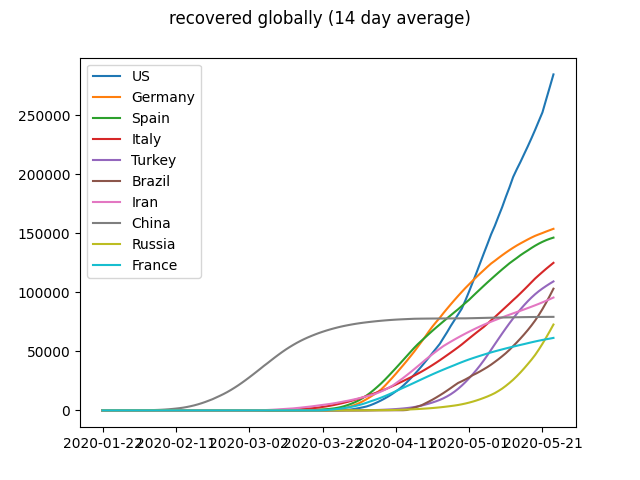 recovered globally (14 day average)
US
Germany
Spain
Italy
Turkey
Brazil
Iran
China
Russia
France
250000
200000
150000
100000
50000
0
2020-01-22 2020-02-11 2020-03-02 2020-03-22 2020-04-11 2020-05-01 2020-05-21